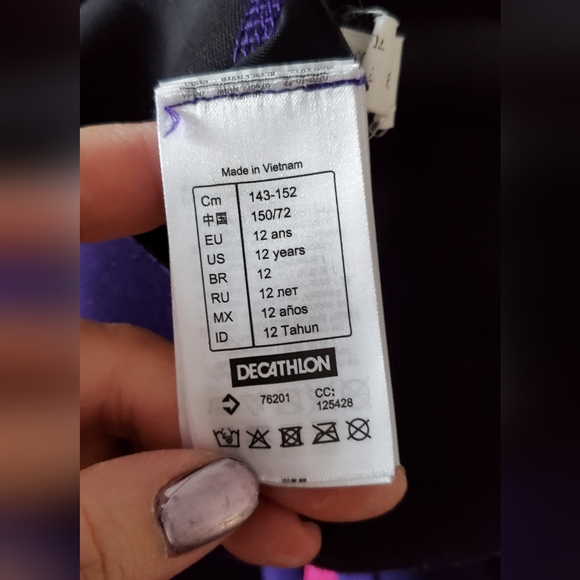 Made in Vietnam
Cm 143-152
中国 150/72
EU 12 ans
US 12 years
BR 12
RU 12 лет
MX 12 años
ID 12 Tahun
DECATHLON
76201 CC:
125428